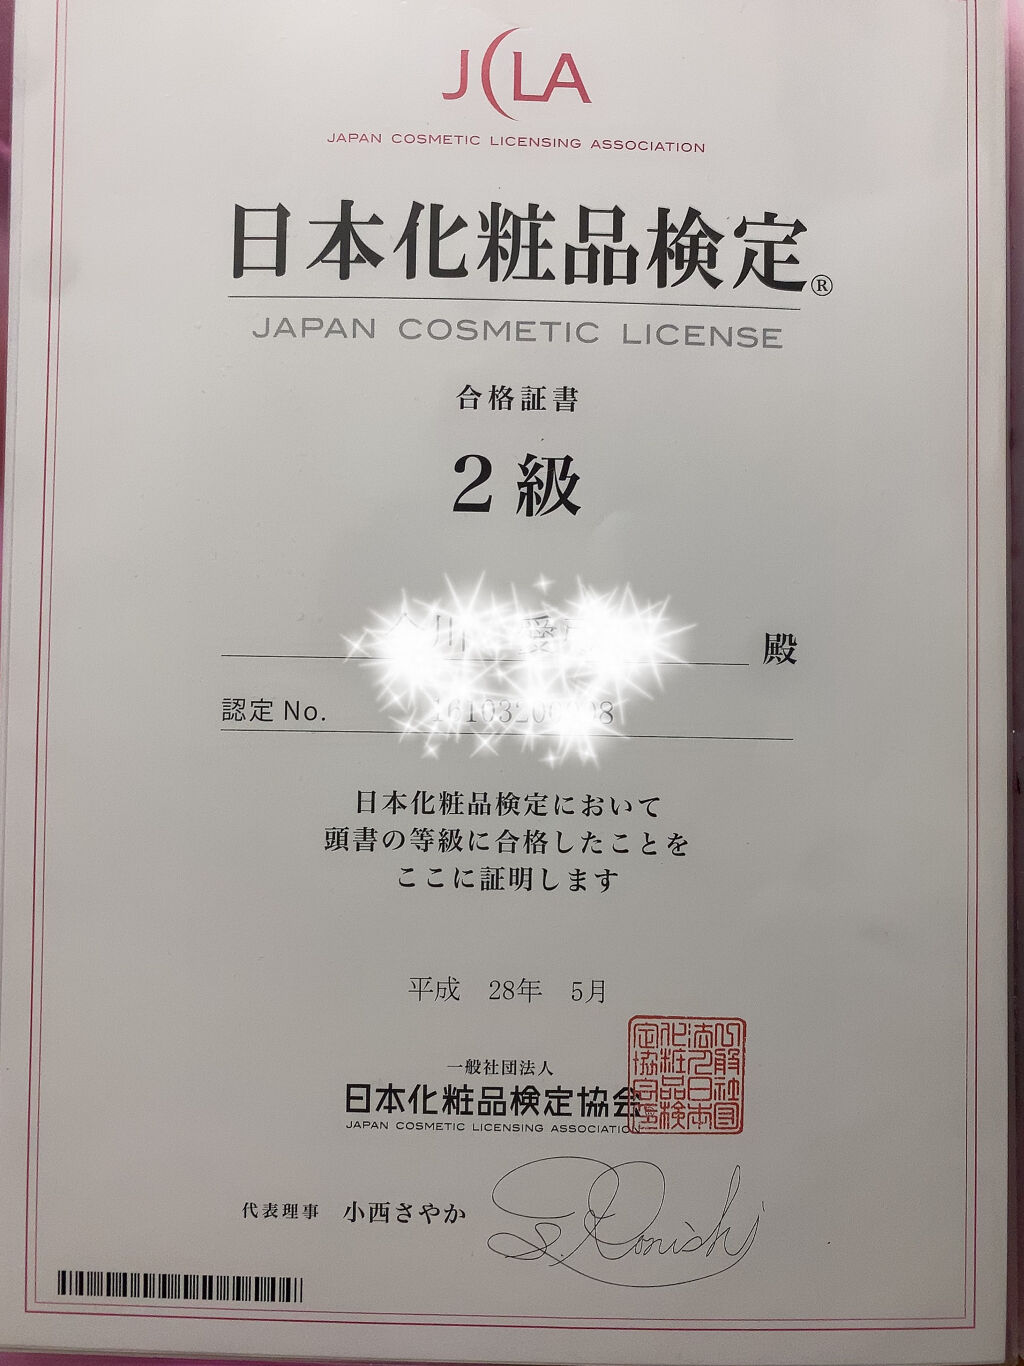 JCLA
JAPAN COSMETIC LICENSING ASSOCIATION
日本化粧品検定®
JAPAN COSMETIC LICENSE
合格証書
2級
殿
認定 No.
日本化粧品検定において
頭書の等級に合格したことを
ここに証明します
平成 28年 5月
一般社団法人
日本化粧品検定協会
JAPAN COSMETIC LICENSING ASSOCIATION
代表理事 小西さやか
S. Konishi